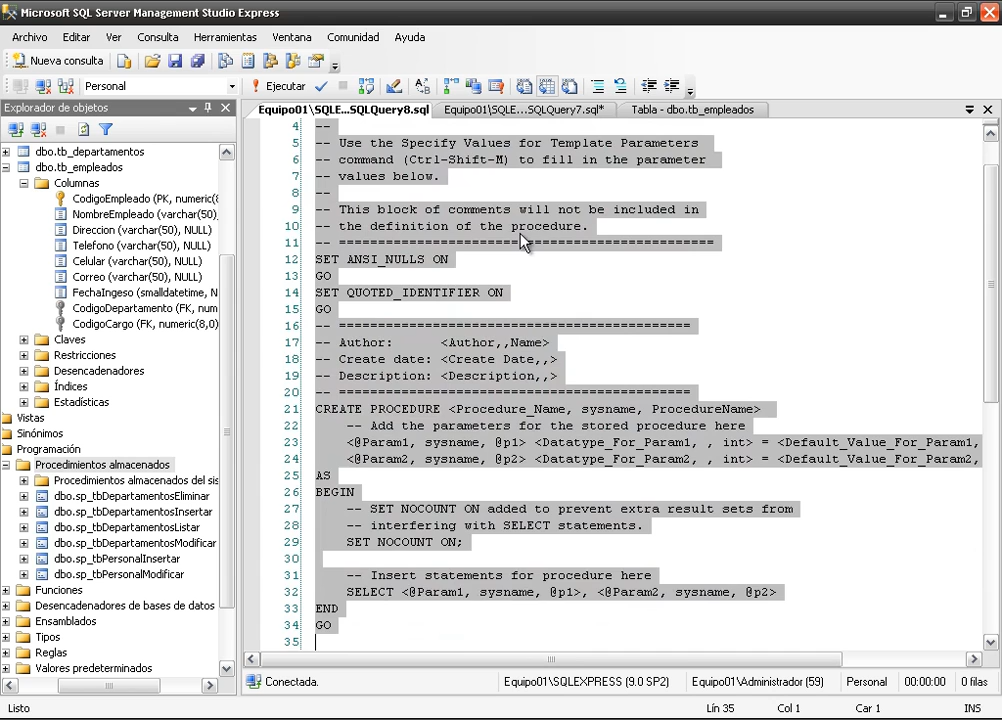 Microsoft SQL Server Management Studio Express
Archivo Editar Ver Consulta Herramientas Ventana Comunidad Ayuda
Nueva consulta
Personal Ejecutar
Explorador de objetos
Equipo01\SQLE...SQLQuery8.sql Equipo01\SQLE...SQLQuery7.sql* Tabla - dbo.tb_empleados
dbo.tb_departamentos
dbo.tb_empleados
Columnas
CodigoEmpleado (PK, numeric(8
NombreEmpleado (varchar(50)
Direccion (varchar(50), NULL)
Telefono (varchar(50), NULL)
Celular (varchar(50), NULL)
Correo (varchar(50), NULL)
FechaIngeso (smalldatetime, N
CodigoDepartamento (FK, num
CodigoCargo (FK, numeric(8,0)
Claves
Restricciones
Desencadenadores
Índices
Estadísticas
Vistas
Sinónimos
Programación
Procedimientos almacenados
Procedimientos almacenados del sis
dbo.sp_tbDepartamentosEliminar
dbo.sp_tbDepartamentosInsertar
dbo.sp_tbDepartamentosListar
dbo.sp_tbDepartamentosModificar
dbo.sp_tbPersonalInsertar
dbo.sp_tbPersonalModificar
Funciones
Desencadenadores de bases de datos
Ensamblados
Tipos
Reglas
Valores predeterminados
4 --
5 -- Use the Specify Values for Template Parameters
6 -- command (Ctrl-Shift-M) to fill in the parameter
7 -- values below.
8 --
9 -- This block of comments will not be included in
10 -- the definition of the procedure.
11 -- ================================================
12 SET ANSI_NULLS ON
13 GO
14 SET QUOTED_IDENTIFIER ON
15 GO
16 -- =============================================
17 -- Author: <Author,,Name>
18 -- Create date: <Create Date,,>
19 -- Description: <Description,,>
20 -- =============================================
21 CREATE PROCEDURE <Procedure_Name, sysname, ProcedureName>
22 -- Add the parameters for the stored procedure here
23 <@Param1, sysname, @p1> <Datatype_For_Param1, , int> = <Default_Value_For_Param1,
24 <@Param2, sysname, @p2> <Datatype_For_Param2, , int> = <Default_Value_For_Param2,
25 AS
26 BEGIN
27 -- SET NOCOUNT ON added to prevent extra result sets from
28 -- interfering with SELECT statements.
29 SET NOCOUNT ON;
30
31 -- Insert statements for procedure here
32 SELECT <@Param1, sysname, @p1>, <@Param2, sysname, @p2>
33 END
34 GO
35
Conectada. Equipo01\SQLEXPRESS (9.0 SP2) Equipo01\Administrador (59) Personal 00:00:00 0 filas
Listo Lín 35 Col 1 Car 1 INS